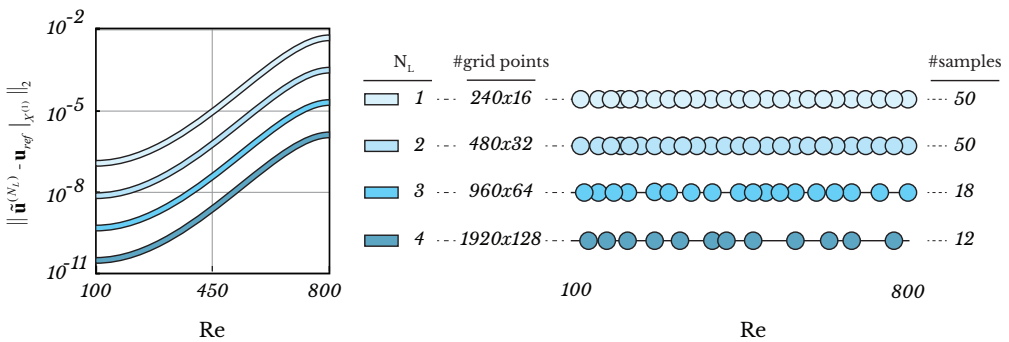 10^-2
10^-5
10^-8
10^-11
|| ũ^(N_L) - u_ref |_X^(1) ||_2
100 450 800
Re
N_L #grid points #samples
1 240x16 50
2 480x32 50
3 960x64 18
4 1920x128 12
100 800
Re